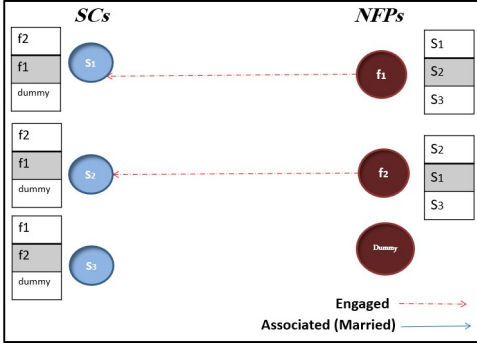 SCs
NFPs
f2
f1
dummy
S1
f1
S1
S2
S3
f2
f1
dummy
S2
f2
S2
S1
S3
f1
f2
dummy
S3
Dummy
Engaged
Associated (Married)